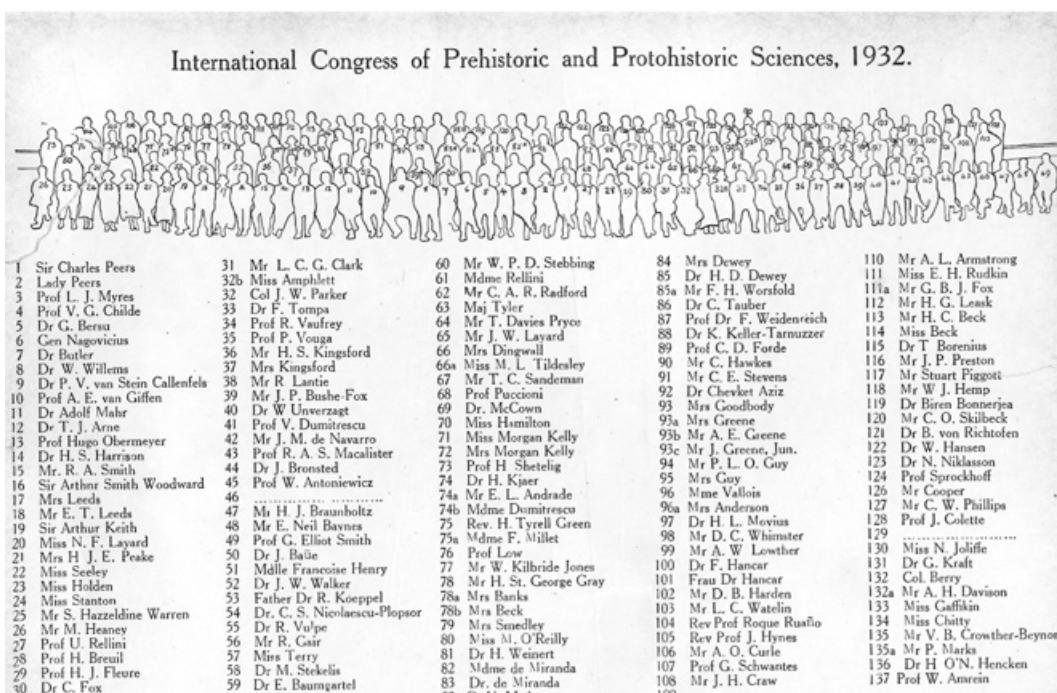 International Congress of Prehistoric and Protohistoric Sciences, 1932.
1 Sir Charles Peers
2 Lady Peers
3 Prof L. J. Myres
4 Prof V. G. Childe
5 Dr G. Bersu
6 Gen Nagovicius
7 Dr Butler
8 Dr W. Willems
9 Dr P. V. van Stein Callenfels
10 Prof A. E. van Giffen
11 Dr Adolf Mahr
12 Dr T. J. Arne
13 Prof Hugo Obermeyer
14 Dr H. S. Harrison
15 Mr. R. A. Smith
16 Sir Arthnr Smith Woodward
17 Mrs Leeds
18 Mr E. T. Leeds
19 Sir Arthur Keith
20 Miss N. F. Layard
21 Mrs H J. E. Peake
22 Miss Seeley
23 Miss Holden
24 Miss Stanton
25 Mr S. Hazzeldine Warren
26 Mr M. Heaney
27 Prof U. Rellini
28 Prof H. Breuil
29 Prof H. J. Fleure
30 Dr C. Fox
31 Mr L. C. G. Clark
32b Miss Amphlett
32 Col J. W. Parker
33 Dr F. Tompa
34 Prof R. Vaufrey
35 Prof P. Vouga
36 Mr H. S. Kingsford
37 Mrs Kingsford
38 Mr R. Lantie
39 Mr J. P. Bushe-Fox
40 Dr W Unverzagt
41 Prof V. Dumitrescu
42 Mr J. M. de Navarro
43 Prof R. A. S. Macalister
44 Dr J. Bronsted
45 Prof W. Antoniewicz
46 ....................
47 Mr H. J. Braunholtz
48 Mr E. Neil Baynes
49 Prof G. Elliot Smith
50 Dr J. Baüe
51 Mdlle Francoise Henry
52 Dr J. W. Walker
53 Father Dr R. Koeppel
54 Dr. C. S. Nicolaescu-Plopsor
55 Dr R. Vulpe
56 Mr R. Gair
57 Miss Terry
58 Dr M. Stekelis
59 Dr E. Baumgartel
60 Mr W. P. D. Stebbing
61 Mdme Rellini
62 Mr C. A. R. Radford
63 Maj Tyler
64 Mr T. Davies Pryce
65 Mr J. W. Layard
66 Mrs Dingwall
66a Miss M. L. Tildesley
67 Mr T. C. Sandeman
68 Prof Puccioni
69 Dr. McCown
70 Miss Hamilton
71 Miss Morgan Kelly
72 Mrs Morgan Kelly
73 Prof H Shetelig
74 Dr H. Kjaer
74a Mr E. L. Andrade
74b Mdme Dumitrescu
75 Rev. H. Tyrell Green
75a Mdme F. Millet
76 Prof Low
77 Mr W. Kilbride Jones
78 Mr H. St. George Gray
78a Mrs Banks
78b Mrs Beck
79 Mrs Smedley
80 Miss M. O'Reilly
81 Dr H. Weinert
82 Mdme de Miranda
83 Dr. de Miranda
84 Mrs Dewey
85 Dr H. D. Dewey
85a Mr F. H. Worsfold
86 Dr C. Tauber
87 Prof Dr F. Weidenreich
88 Dr K. Keller-Tarnuzzer
89 Prof C. D. Forde
90 Mr C. Hawkes
91 Mr C. E. Stevens
92 Dr Chevket Aziz
93 Mrs Goodbody
93a Mrs Greene
93b Mr A. E. Greene
93c Mr J. Greene, Jun.
94 Mr P. L. O. Guy
95 Mrs Guy
96 Mme Vallois
96a Mrs Anderson
97 Dr H. L. Movius
98 Mr D. C. Whimster
99 Mr A. W. Lowther
100 Dr F. Hancar
101 Frau Dr Hancar
102 Mr D. B. Harden
103 Mr L. C. Watelin
104 Rev Prof Roque Ruaño
105 Rev Prof J. Hynes
106 Mr A. O. Curle
107 Prof G. Schwantes
108 Mr J. H. Craw
110 Mr A. L. Armstrong
111 Miss E. H. Rudkin
111a Mr G. B. J. Fox
112 Mr H. G. Leask
113 Mr H. C. Beck
114 Miss Beck
115 Dr T Borenius
116 Mr J. P. Preston
117 Mr Stuart Piggott
118 Mr W J. Hemp
119 Dr Biren Bonnerjea
120 Mr C. O. Skilbeck
121 Dr B. von Richtofen
122 Dr W. Hansen
123 Dr N. Niklasson
124 Prof Sprockhoff
126 Mr Cooper
127 Mr C. W. Phillips
128 Prof J. Colette
129 ....................
130 Miss N. Joliffe
131 Dr G. Kraft
132 Col. Berry
132a Mr A. H. Davison
133 Miss Gaffikin
134 Miss Chitty
135 Mr V. B. Crowther-Beynon
135a Mr P. Marks
136 Dr H O'N. Hencken
137 Prof W. Amrein